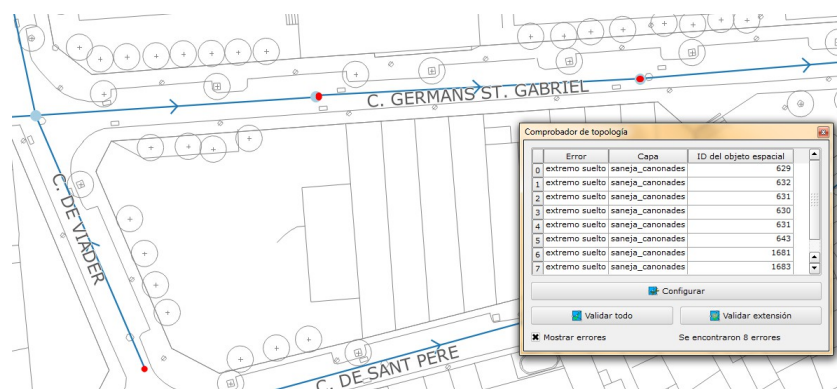 C. GERMANS ST. GABRIEL
C. DE VIADER
C. DE SANT PERE
Comprobador de topología
Error Capa ID del objeto espacial
0 extremo suelto saneja_canonades 629
1 extremo suelto saneja_canonades 632
2 extremo suelto saneja_canonades 631
3 extremo suelto saneja_canonades 630
4 extremo suelto saneja_canonades 631
5 extremo suelto saneja_canonades 643
6 extremo suelto saneja_canonades 1681
7 extremo suelto saneja_canonades 1683
Configurar
Validar todo Validar extensión
Mostrar errores Se encontraron 8 errores